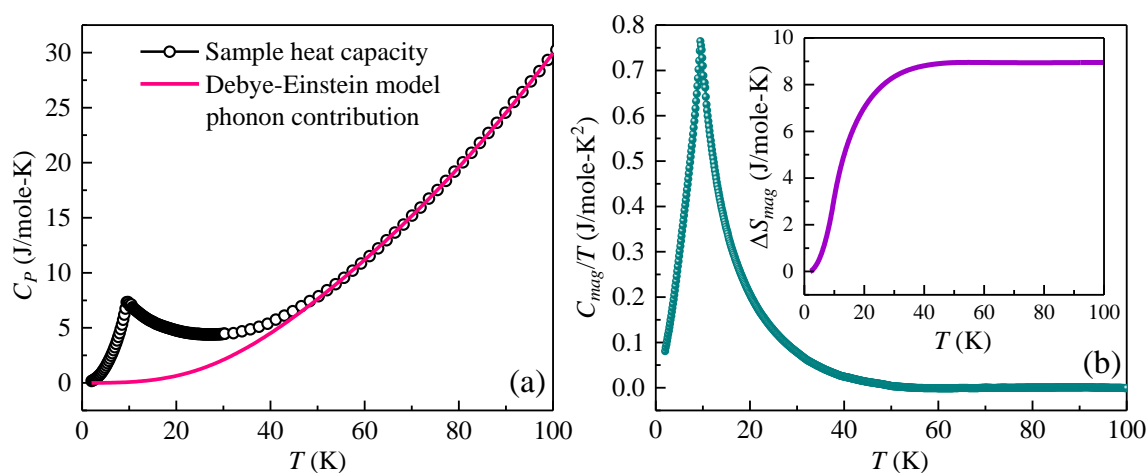 30
25
20
15
10
5
0
C_P (J/mole-K)
Sample heat capacity
Debye-Einstein model
phonon contribution
(a)
0 20 40 60 80 100
T (K)
0.8
0.7
0.6
0.5
0.4
0.3
0.2
0.1
0.0
C_mag/T (J/mole-K²)
10
8
6
4
2
0
ΔS_mag (J/mole-K)
0 20 40 60 80 100
T (K)
(b)
0 20 40 60 80 100
T (K)